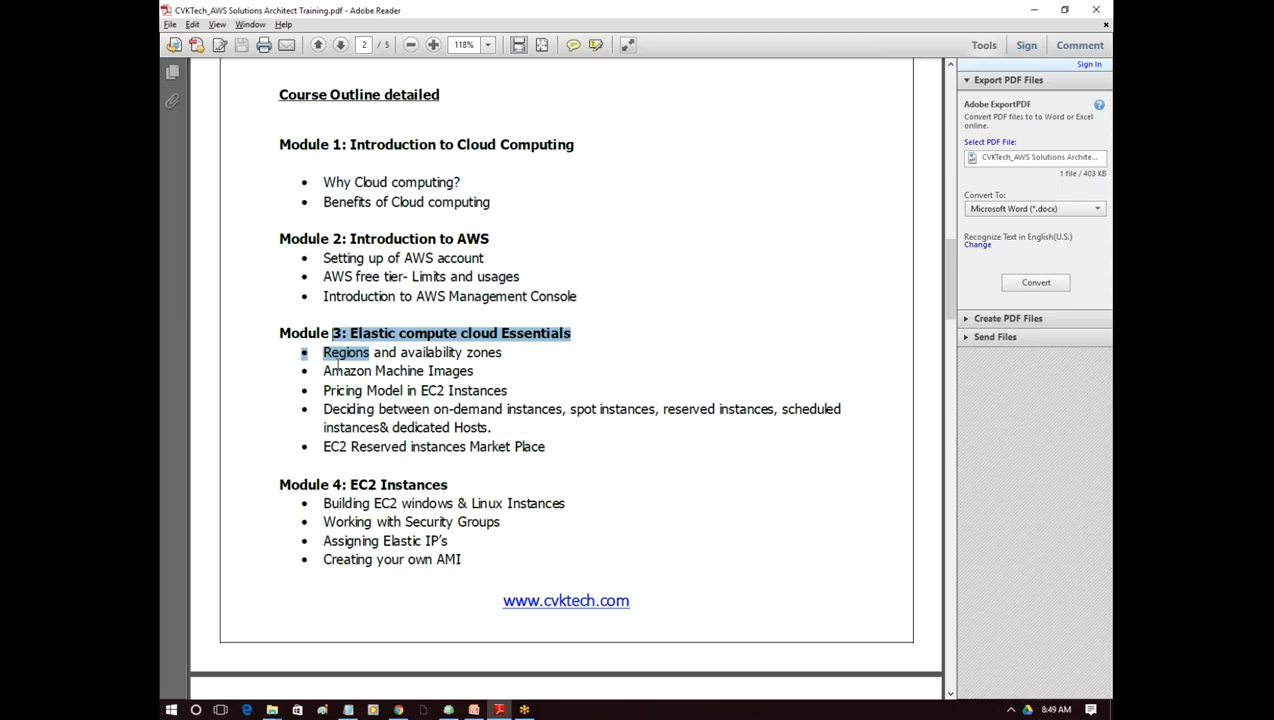 CVKTech_AWS Solutions Architect Training.pdf - Adobe Reader
File Edit View Window Help
2 / 5 118% Tools Sign Comment
Sign In
Export PDF Files
Adobe ExportPDF
Convert PDF files to to Word or Excel
online.
Select PDF File:
CVKTech_AWS Solutions Archite...
1 file / 403 KB
Convert To:
Microsoft Word (*.docx)
Recognize Text in English(U.S.)
Change
Convert
Create PDF Files
Send Files
Course Outline detailed
Module 1: Introduction to Cloud Computing
• Why Cloud computing?
• Benefits of Cloud computing
Module 2: Introduction to AWS
• Setting up of AWS account
• AWS free tier- Limits and usages
• Introduction to AWS Management Console
Module 3: Elastic compute cloud Essentials
• Regions and availability zones
• Amazon Machine Images
• Pricing Model in EC2 Instances
• Deciding between on-demand instances, spot instances, reserved instances, scheduled
instances& dedicated Hosts.
• EC2 Reserved instances Market Place
Module 4: EC2 Instances
• Building EC2 windows & Linux Instances
• Working with Security Groups
• Assigning Elastic IP's
• Creating your own AMI
www.cvktech.com
8:49 AM